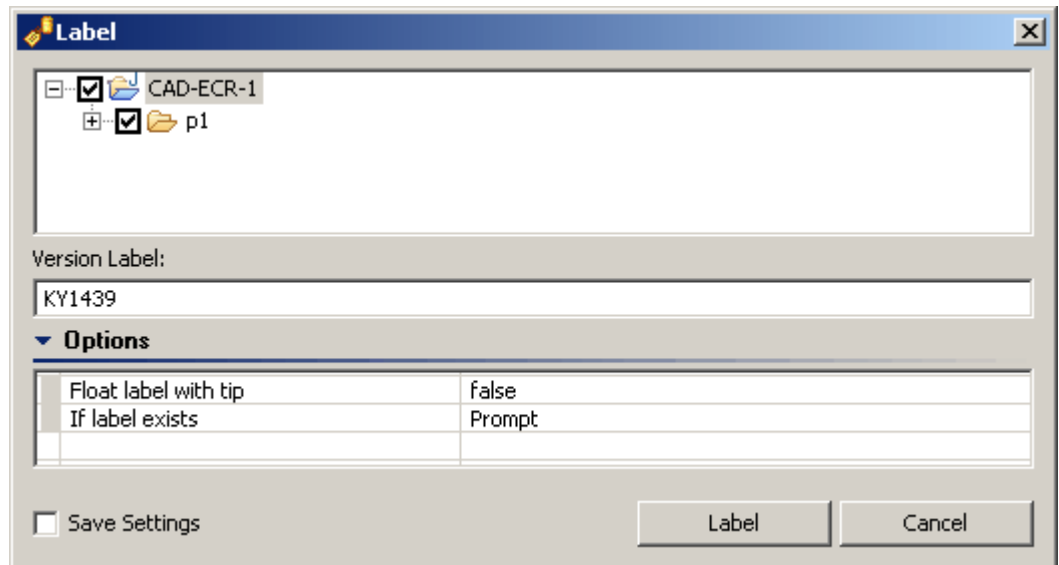 Label
CAD-ECR-1
p1
Version Label:
KY1439
Options
Float label with tip false
If label exists Prompt
Save Settings Label Cancel